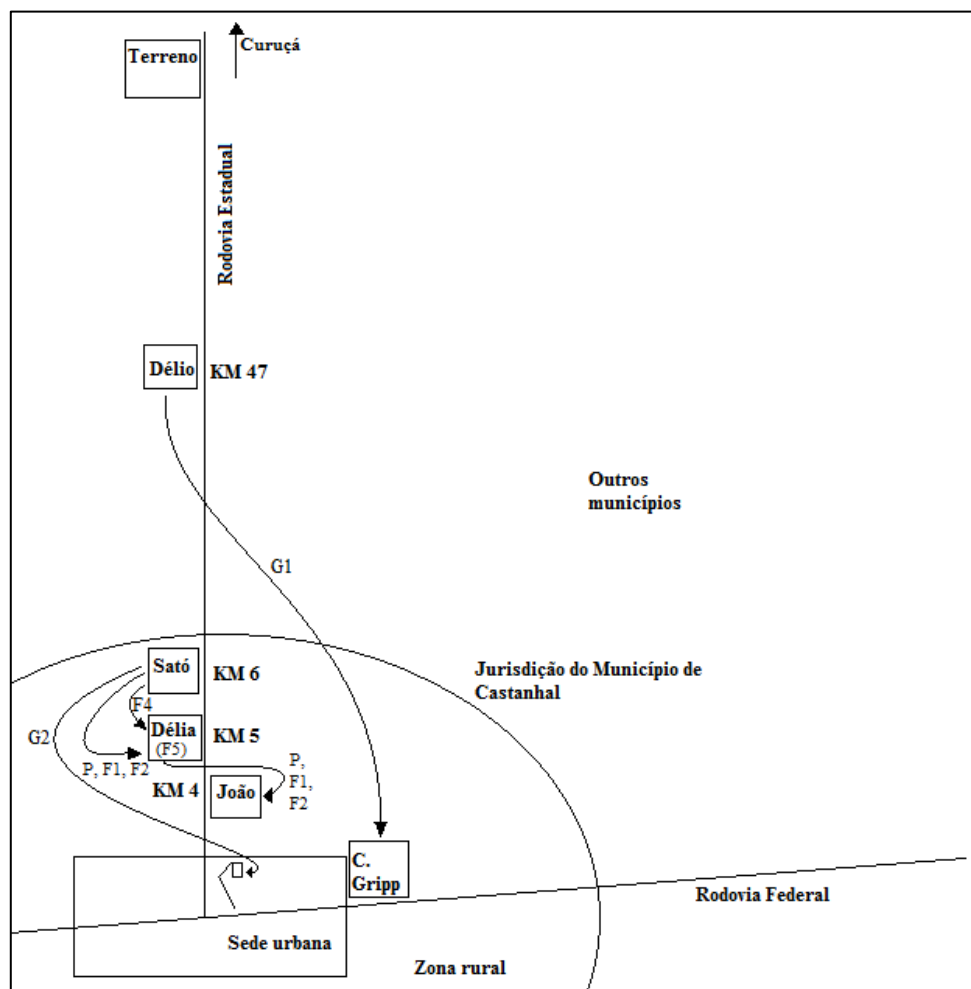 Curuçá
Terreno
Rodovia Estadual
Délio
KM 47
Outros
municípios
G1
Sató
KM 6
Jurisdição do Município de
Castanhal
F4
Délia
(F5)
KM 5
G2
P, F1, F2
P,
F1,
F2
KM 4
João
C.
Gripp
Rodovia Federal
Sede urbana
Zona rural